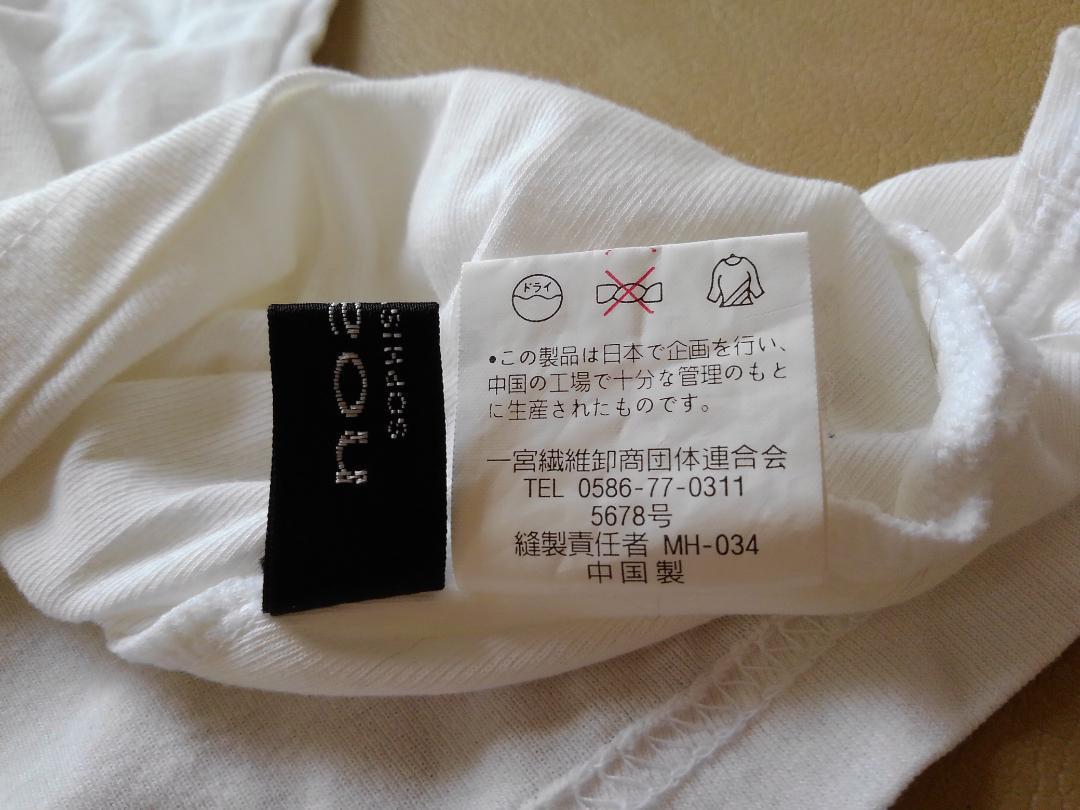 ドライ
•この製品は日本で企画を行い、
中国の工場で十分な管理のもと
に生産されたものです。
一宮繊維卸商団体連合会
TEL 0586-77-0311
5678号
縫製責任者 MH-034
中国製